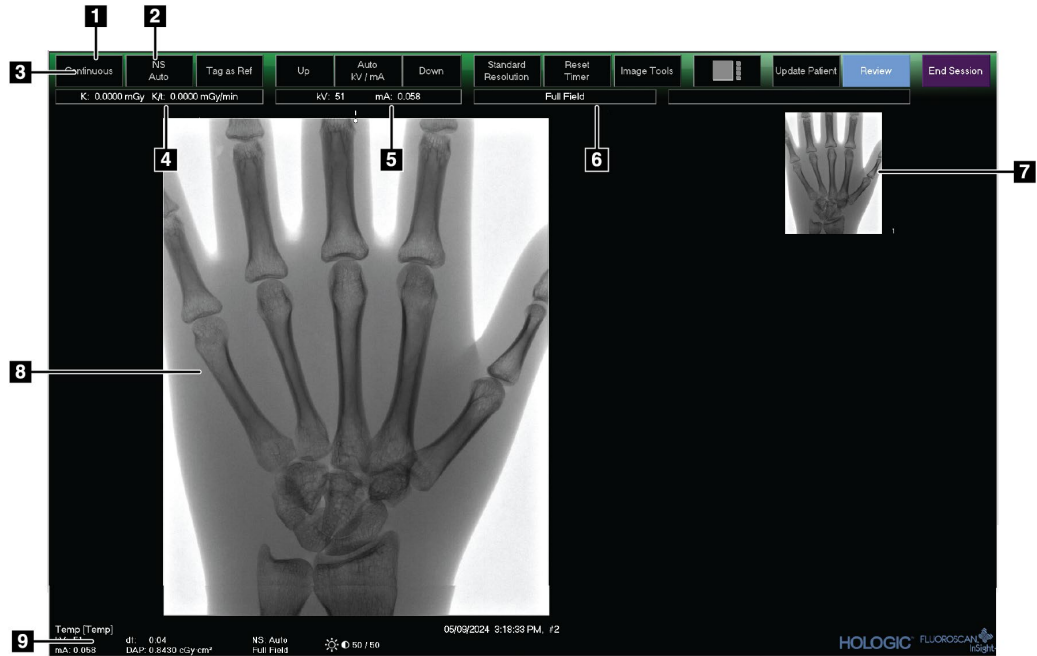 1
2
3
Continuous
NS
Auto
Tag as Ref
Up
Auto
kV / mA
Down
Standard
Resolution
Reset
Timer
Image Tools
Update Patient
Review
End Session
K: 0.0000 mGy K/t: 0.0000 mGy/min
kV: 51 mA: 0.058
Full Field
4
5
6
7
1
8
9
Temp [Temp]
05/09/2024 3:18:33 PM, #2
dt: 0.04
NS: Auto
50 / 50
mA: 0.058
DAP: 0.8430 cGy·cm²
Full Field
HOLOGIC™ FLUOROSCAN
InSight